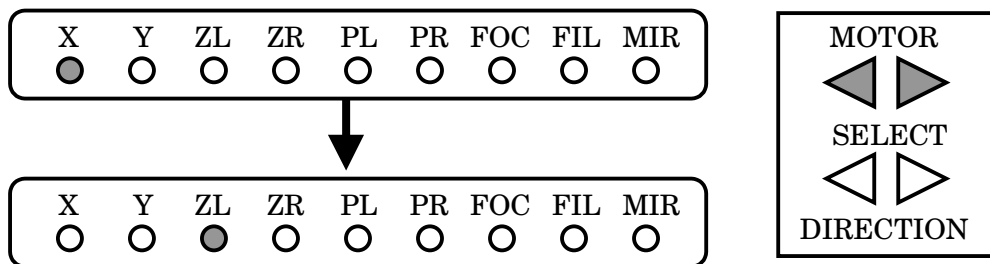 X Y ZL ZR PL PR FOC FIL MIR
X Y ZL ZR PL PR FOC FIL MIR
MOTOR
SELECT
DIRECTION